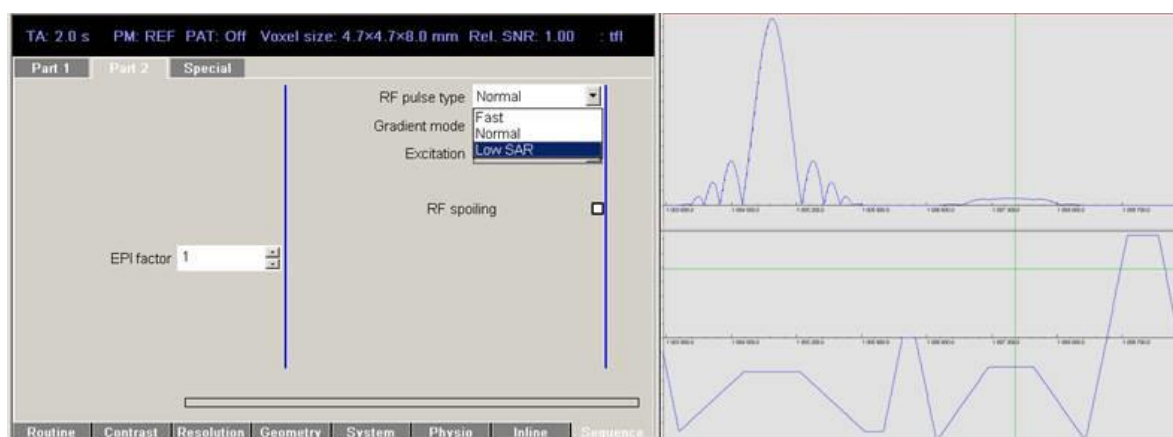 TA: 2.0 s PM: REF PAT: Off Voxel size: 4.7×4.7×8.0 mm Rel. SNR: 1.00 : tfl
Part 1 Part 2 Special
RF pulse type Normal
Fast
Normal
Low SAR
Gradient mode
Excitation
RF spoiling
EPI factor 1
Routine Contrast Resolution Geometry System Physio Inline Sequence